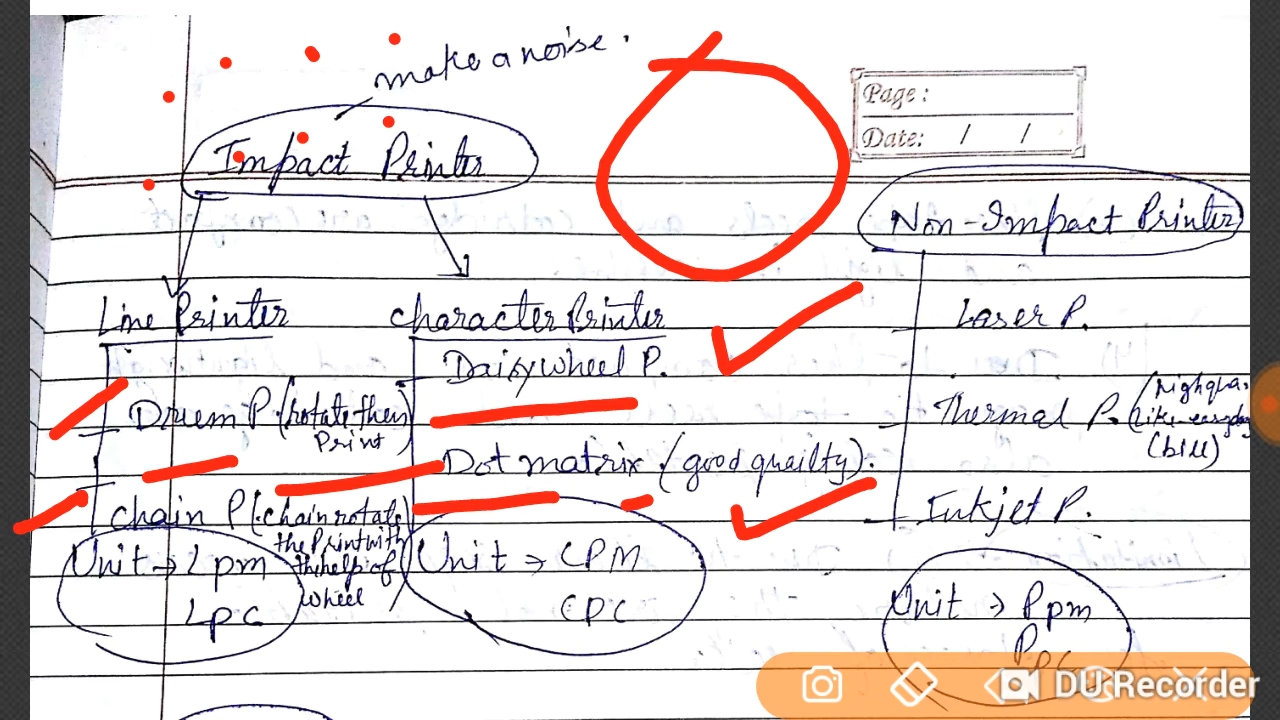 make a noise.
Page:
Date: / /
Impact Printer
Non-Impact Printer
Line Printer
Character Printer
Laser P.
Daisywheel P.
Drum P. (rotate then
Print
Thermal P. (
(bill)
Dot matrix. (good quailty).
Inkjet P.
Chain P (chain rotate
the Print with
the help of
wheel
Unit → Lpm
Lpc
Unit → CPM
CPC
Unit → Ppm
PPC
DU Recorder